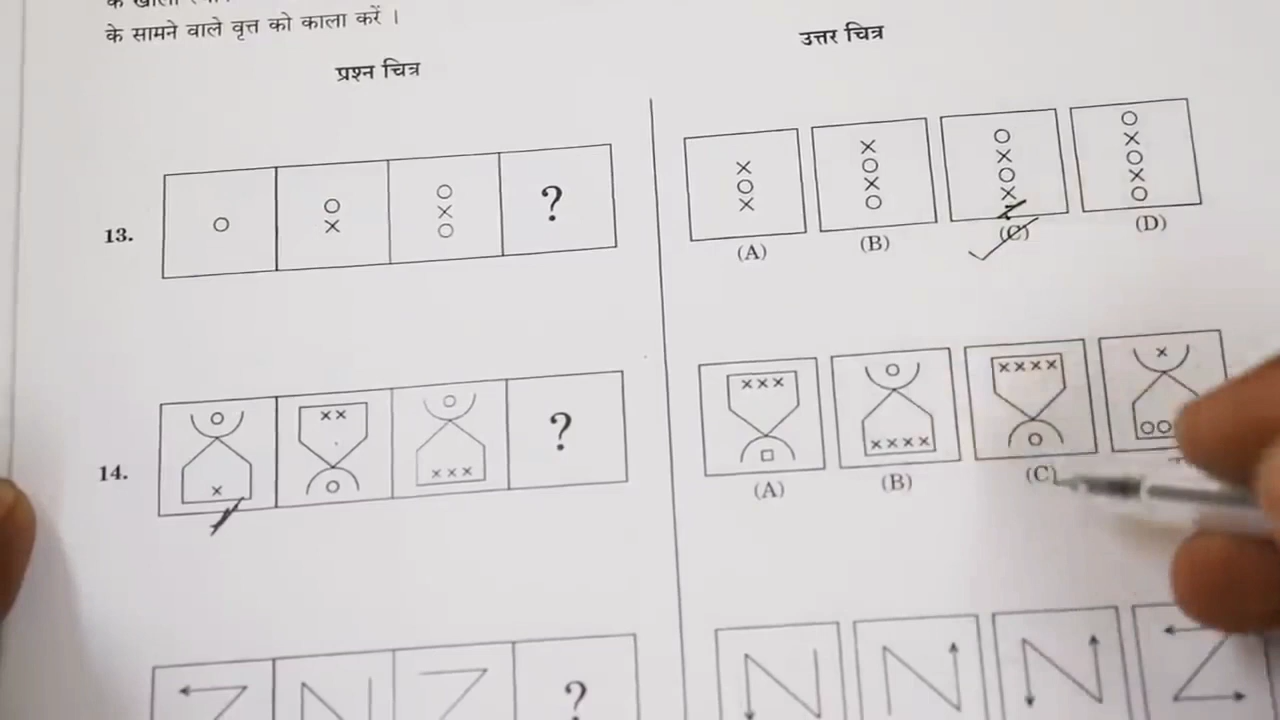 के सामने वाले वृत्त को काला करें ।
प्रश्न चित्र
उत्तर चित्र
13.
?
(A)
(B)
(C)
(D)
14.
?
(A)
(B)
(C)
?